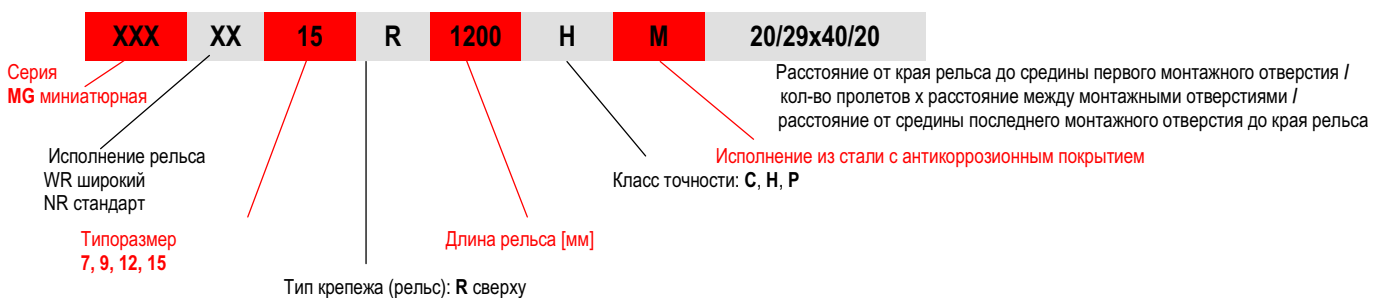 XXX XX 15 R 1200 H M 20/29x40/20
Серия
MG миниатюрная
Расстояние от края рельса до средины первого монтажного отверстия /
кол-во пролетов x расстояние между монтажными отверстиями /
расстояние от средины последнего монтажного отверстия до края рельса
Исполнение рельса
WR широкий
NR стандарт
Исполнение из стали с антикоррозионным покрытием
Класс точности: C, H, P
Типоразмер
7, 9, 12, 15
Длина рельса [мм]
Тип крепежа (рельс): R сверху